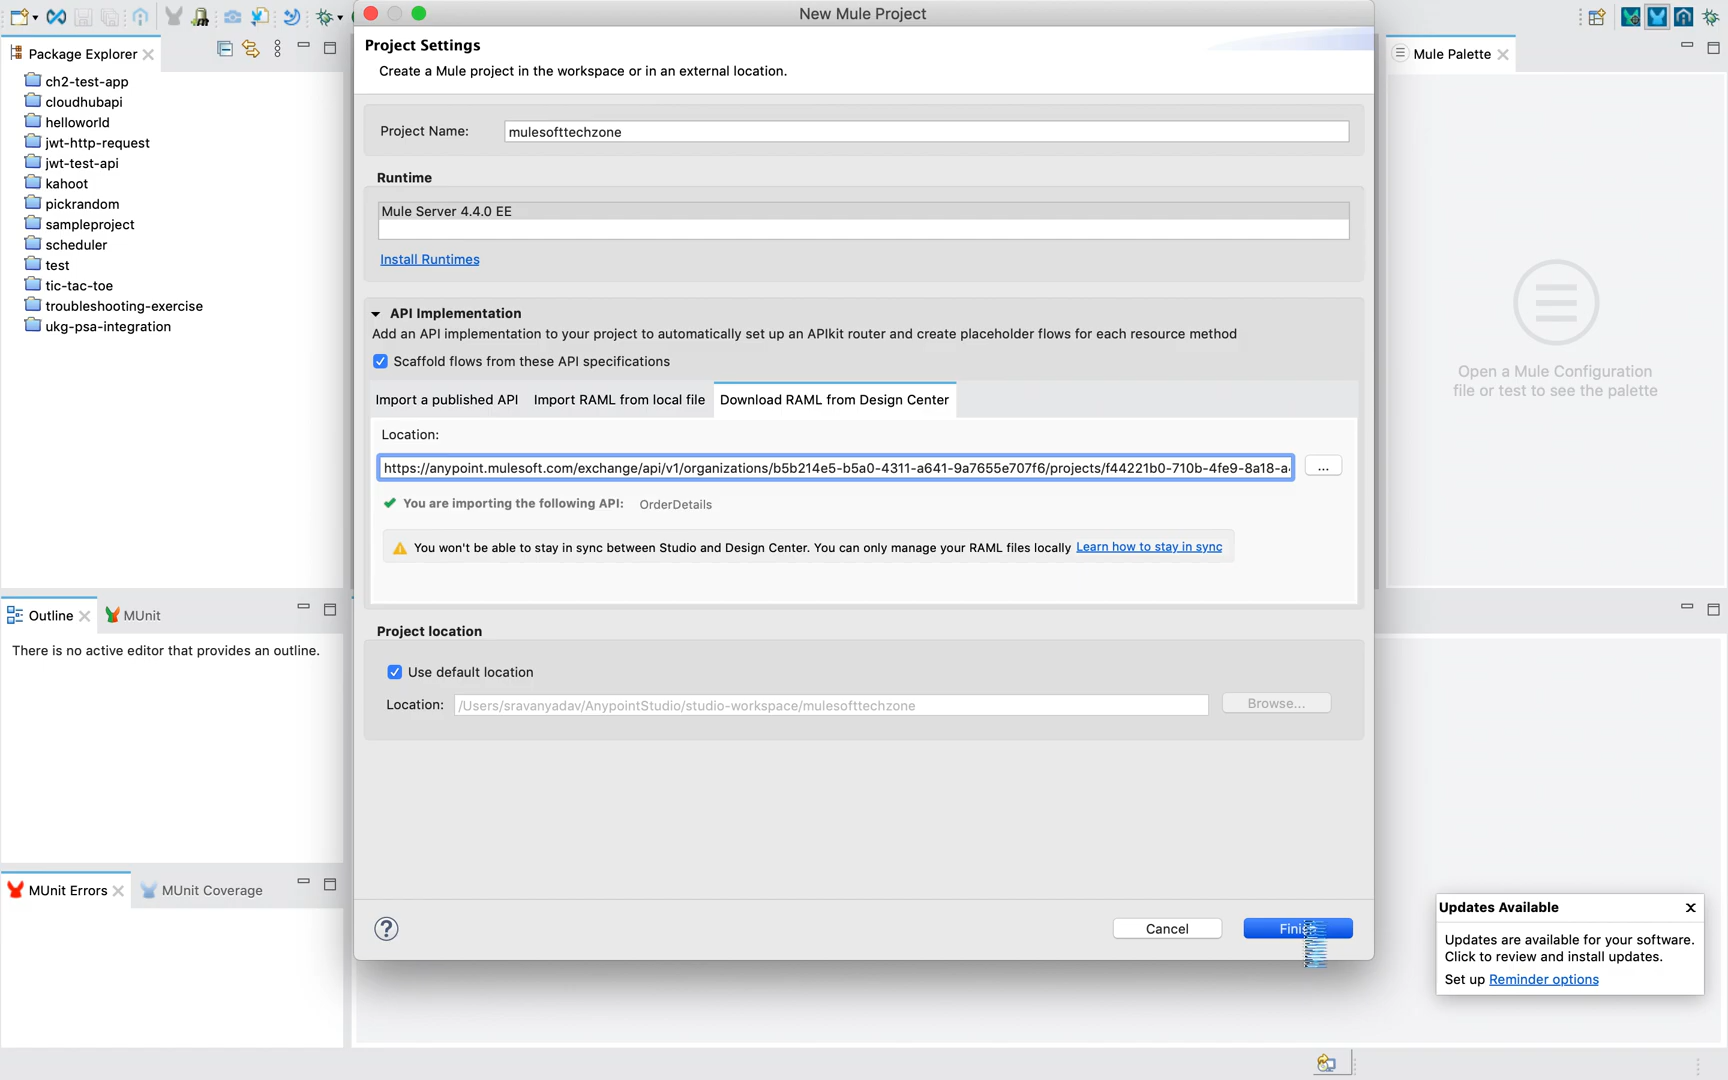 New Mule Project
Package Explorer
ch2-test-app
cloudhubapi
helloworld
jwt-http-request
jwt-test-api
kahoot
pickrandom
sampleproject
scheduler
test
tic-tac-toe
troubleshooting-exercise
ukg-psa-integration
Project Settings
Create a Mule project in the workspace or in an external location.
Project Name:
mulesofttechzone
Runtime
Mule Server 4.4.0 EE
Install Runtimes
API Implementation
Add an API implementation to your project to automatically set up an APIkit router and create placeholder flows for each resource method
Scaffold flows from these API specifications
Import a published API
Import RAML from local file
Download RAML from Design Center
Location:
https://anypoint.mulesoft.com/exchange/api/v1/organizations/b5b214e5-b5a0-4311-a641-9a7655e707f6/projects/f44221b0-710b-4fe9-8a18-a
...
You are importing the following API: OrderDetails
You won't be able to stay in sync between Studio and Design Center. You can only manage your RAML files locally Learn how to stay in sync
Project location
Use default location
Location:
/Users/sravanyadav/AnypointStudio/studio-workspace/mulesofttechzone
Browse...
?
Cancel
Finish
Mule Palette
Open a Mule Configuration
file or test to see the palette
Outline
MUnit
There is no active editor that provides an outline.
MUnit Errors
MUnit Coverage
Updates Available
Updates are available for your software.
Click to review and install updates.
Set up Reminder options